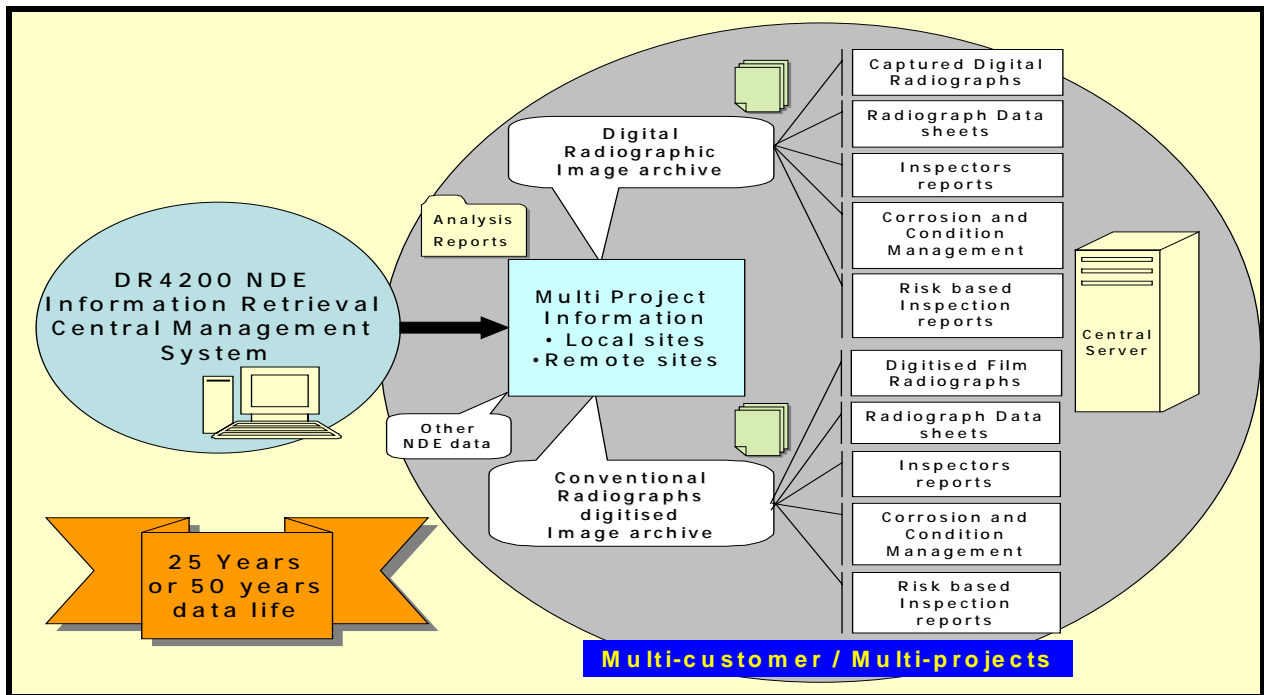 DR4200 NDE
Information Retrieval
Central Management
System
25 Years
or 50 years
data life
Analysis
Reports
Digital
Radiographic
Image archive
Multi Project
Information
• Local sites
•Remote sites
Other
NDE data
Conventional
Radiographs
digitised
Image archive
Captured Digital
Radiographs
Radiograph Data
sheets
Inspectors
reports
Corrosion and
Condition
Management
Risk based
Inspection
reports
Digitised Film
Radiographs
Radiograph Data
sheets
Inspectors
reports
Corrosion and
Condition
Management
Risk based
Inspection
reports
Central
Server
Multi-customer / Multi-projects